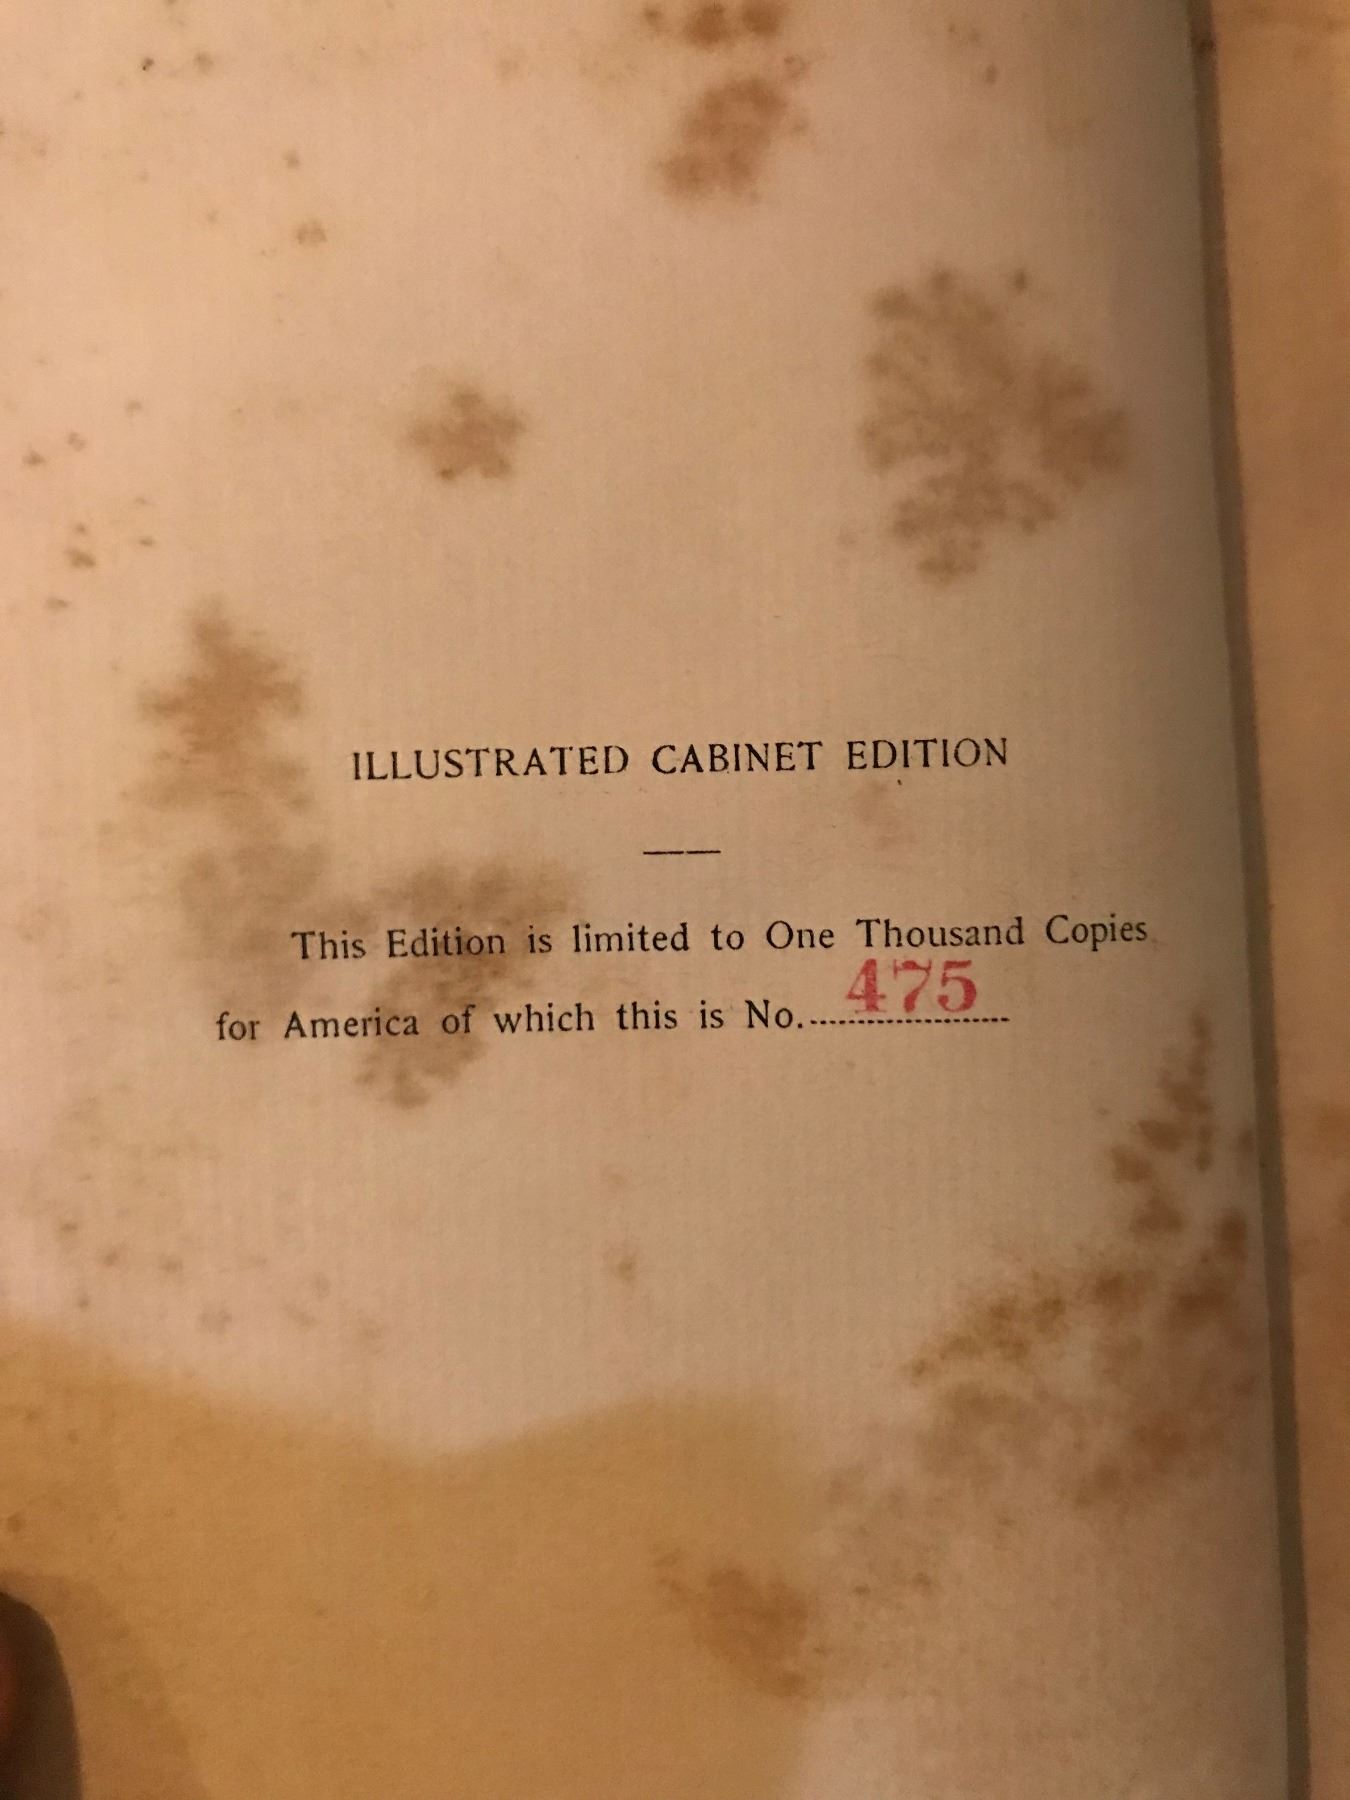 ILLUSTRATED CABINET EDITION
This Edition is limited to One Thousand Copies
for America of which this is No. 475